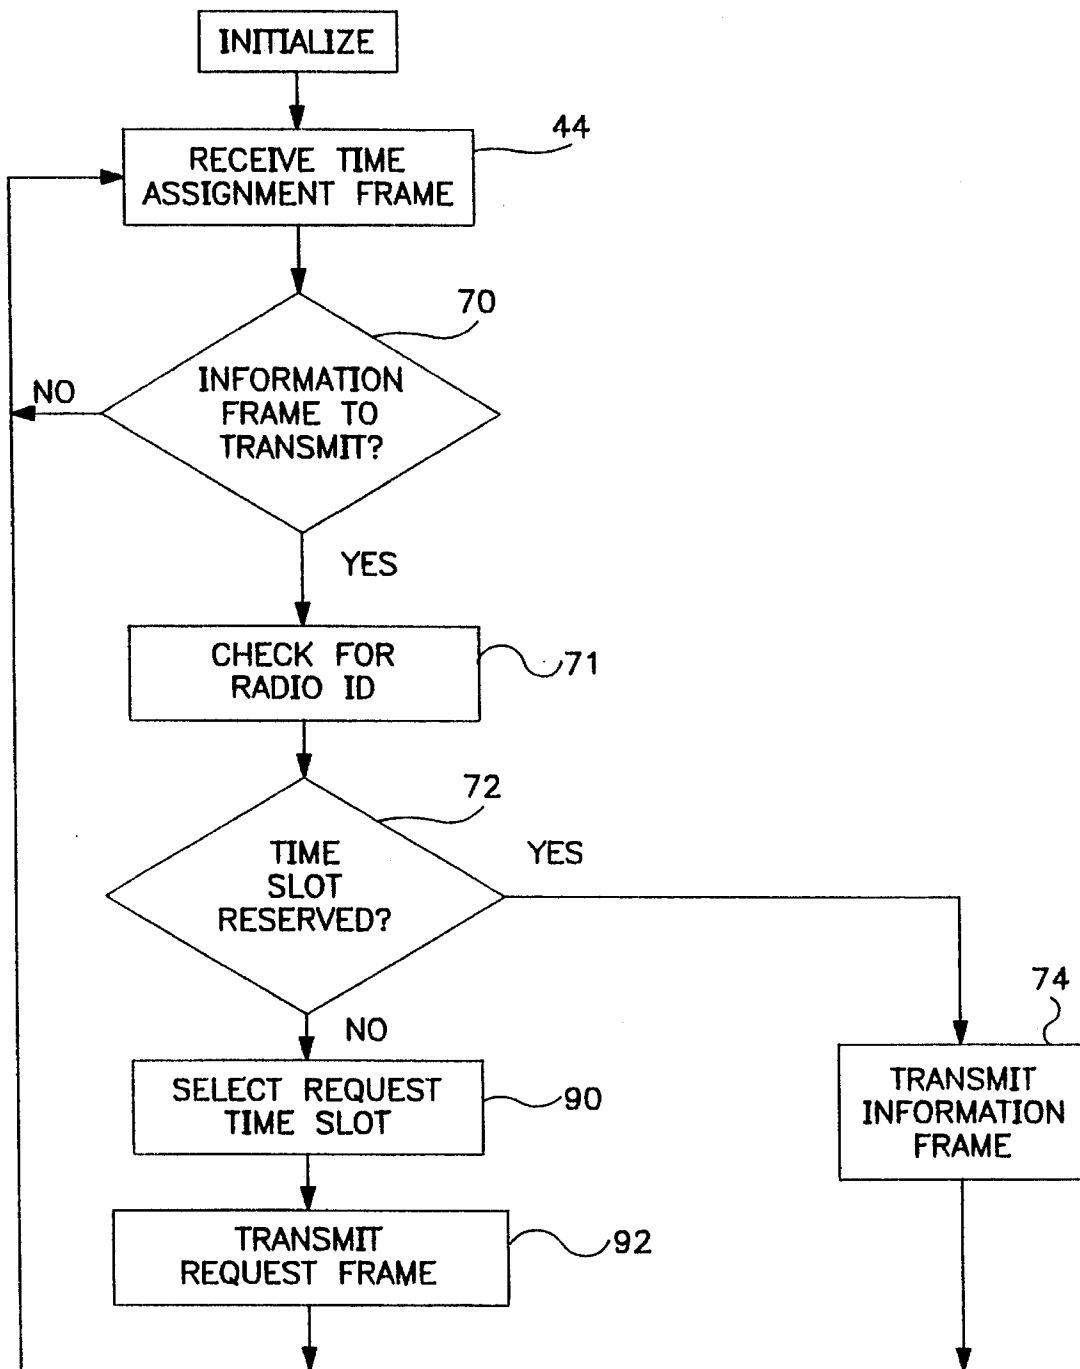 INITIALIZE
44
RECEIVE TIME
ASSIGNMENT FRAME
70
INFORMATION
FRAME TO
TRANSMIT?
NO
YES
CHECK FOR
RADIO ID
71
72
TIME
SLOT
RESERVED?
YES
NO
74
SELECT REQUEST
TIME SLOT
90
TRANSMIT
INFORMATION
FRAME
TRANSMIT
REQUEST FRAME
92